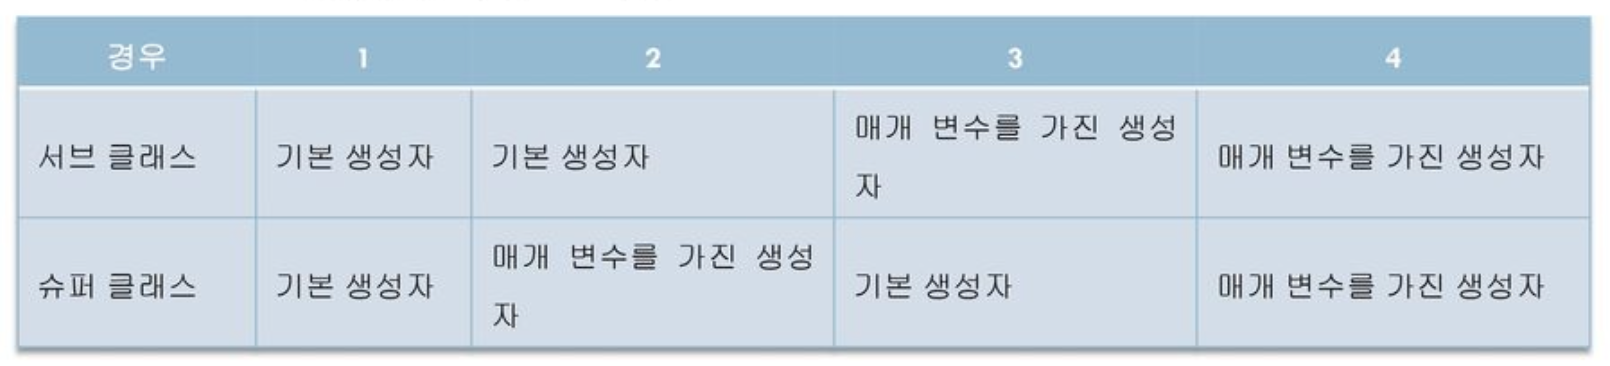 경우 1 2 3 4
서브 클래스 기본 생성자 기본 생성자 매개 변수를 가진 생성
자 매개 변수를 가진 생성자
슈퍼 클래스 기본 생성자 매개 변수를 가진 생성
자 기본 생성자 매개 변수를 가진 생성자